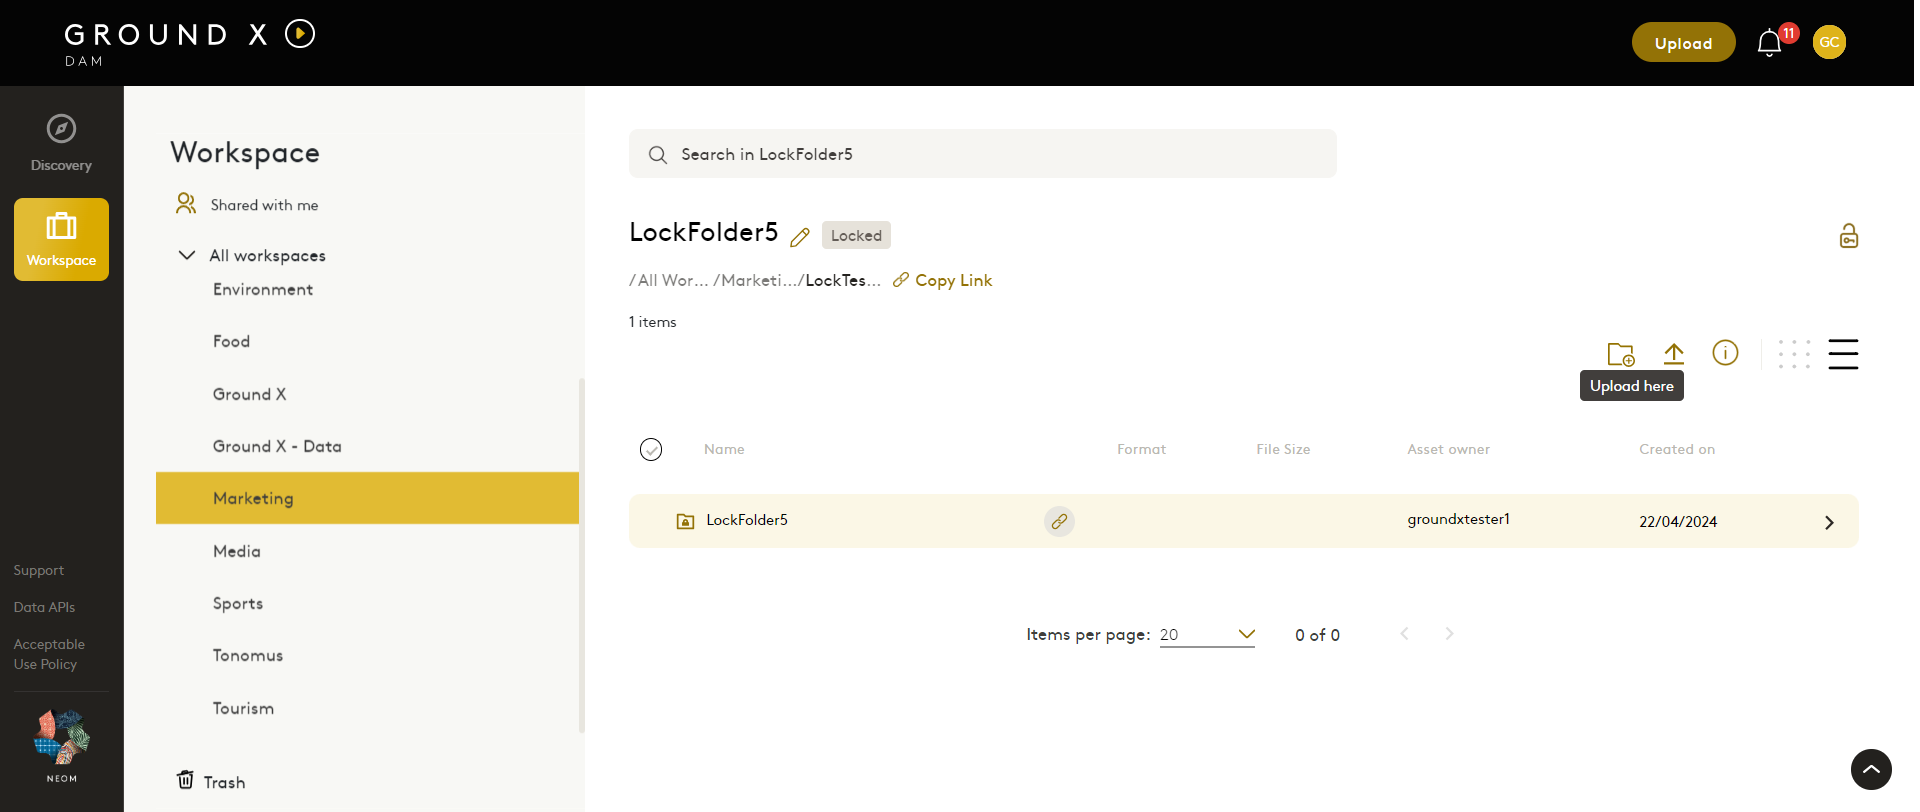 GROUND X
DAM
Upload
11
GC
Discovery
Workspace
Support
Data APIs
Acceptable
Use Policy
NEOM
Workspace
Shared with me
All workspaces
Environment
Food
Ground X
Ground X - Data
Marketing
Media
Sports
Tonomus
Tourism
Trash
Search in LockFolder5
LockFolder5
Locked
/All Wor... /Marketi.../LockTes...
Copy Link
1 items
Upload here
Name Format File Size Asset owner Created on
LockFolder5 groundxtester1 22/04/2024
Items per page: 20 0 of 0